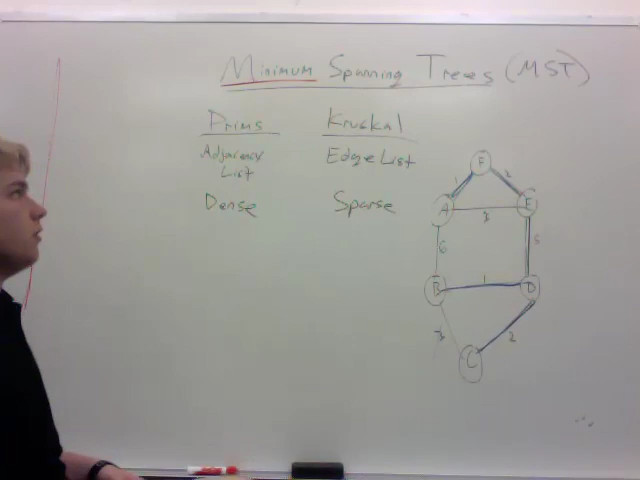 Minimum Spanning Trees (MST)
Prims Kruskal
Adjacency Edge List
List
Dense Sparse
F
1 2
A E
3
6 5
B 1 D
3 2
C